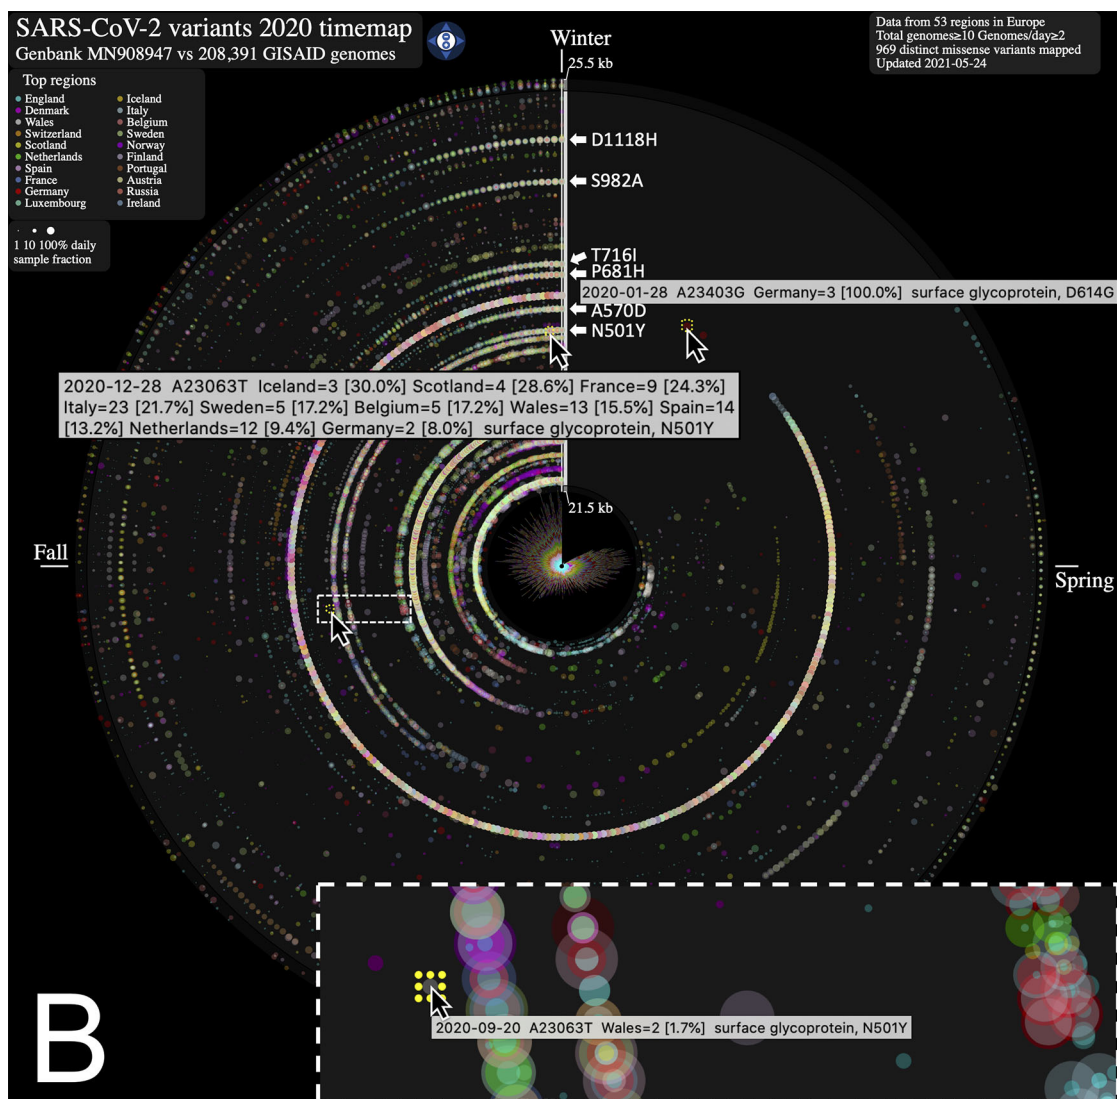 SARS-CoV-2 variants 2020 timemap
Genbank MN908947 vs 208,391 GISAID genomes
Data from 53 regions in Europe
Total genomes≥10 Genomes/day≥2
969 distinct missense variants mapped
Updated 2021-05-24
Winter
25.5 kb
Top regions
England
Denmark
Wales
Switzerland
Scotland
Netherlands
Spain
France
Germany
Luxembourg
Iceland
Italy
Belgium
Sweden
Norway
Finland
Portugal
Austria
Russia
Ireland
1 10 100% daily
sample fraction
D1118H
S982A
T716I
P681H
2020-01-28 A23403G Germany=3 [100.0%] surface glycoprotein, D614G
A570D
N501Y
2020-12-28 A23063T Iceland=3 [30.0%] Scotland=4 [28.6%] France=9 [24.3%]
Italy=23 [21.7%] Sweden=5 [17.2%] Belgium=5 [17.2%] Wales=13 [15.5%] Spain=14
[13.2%] Netherlands=12 [9.4%] Germany=2 [8.0%] surface glycoprotein, N501Y
21.5 kb
Fall
Spring
2020-09-20 A23063T Wales=2 [1.7%] surface glycoprotein, N501Y
B